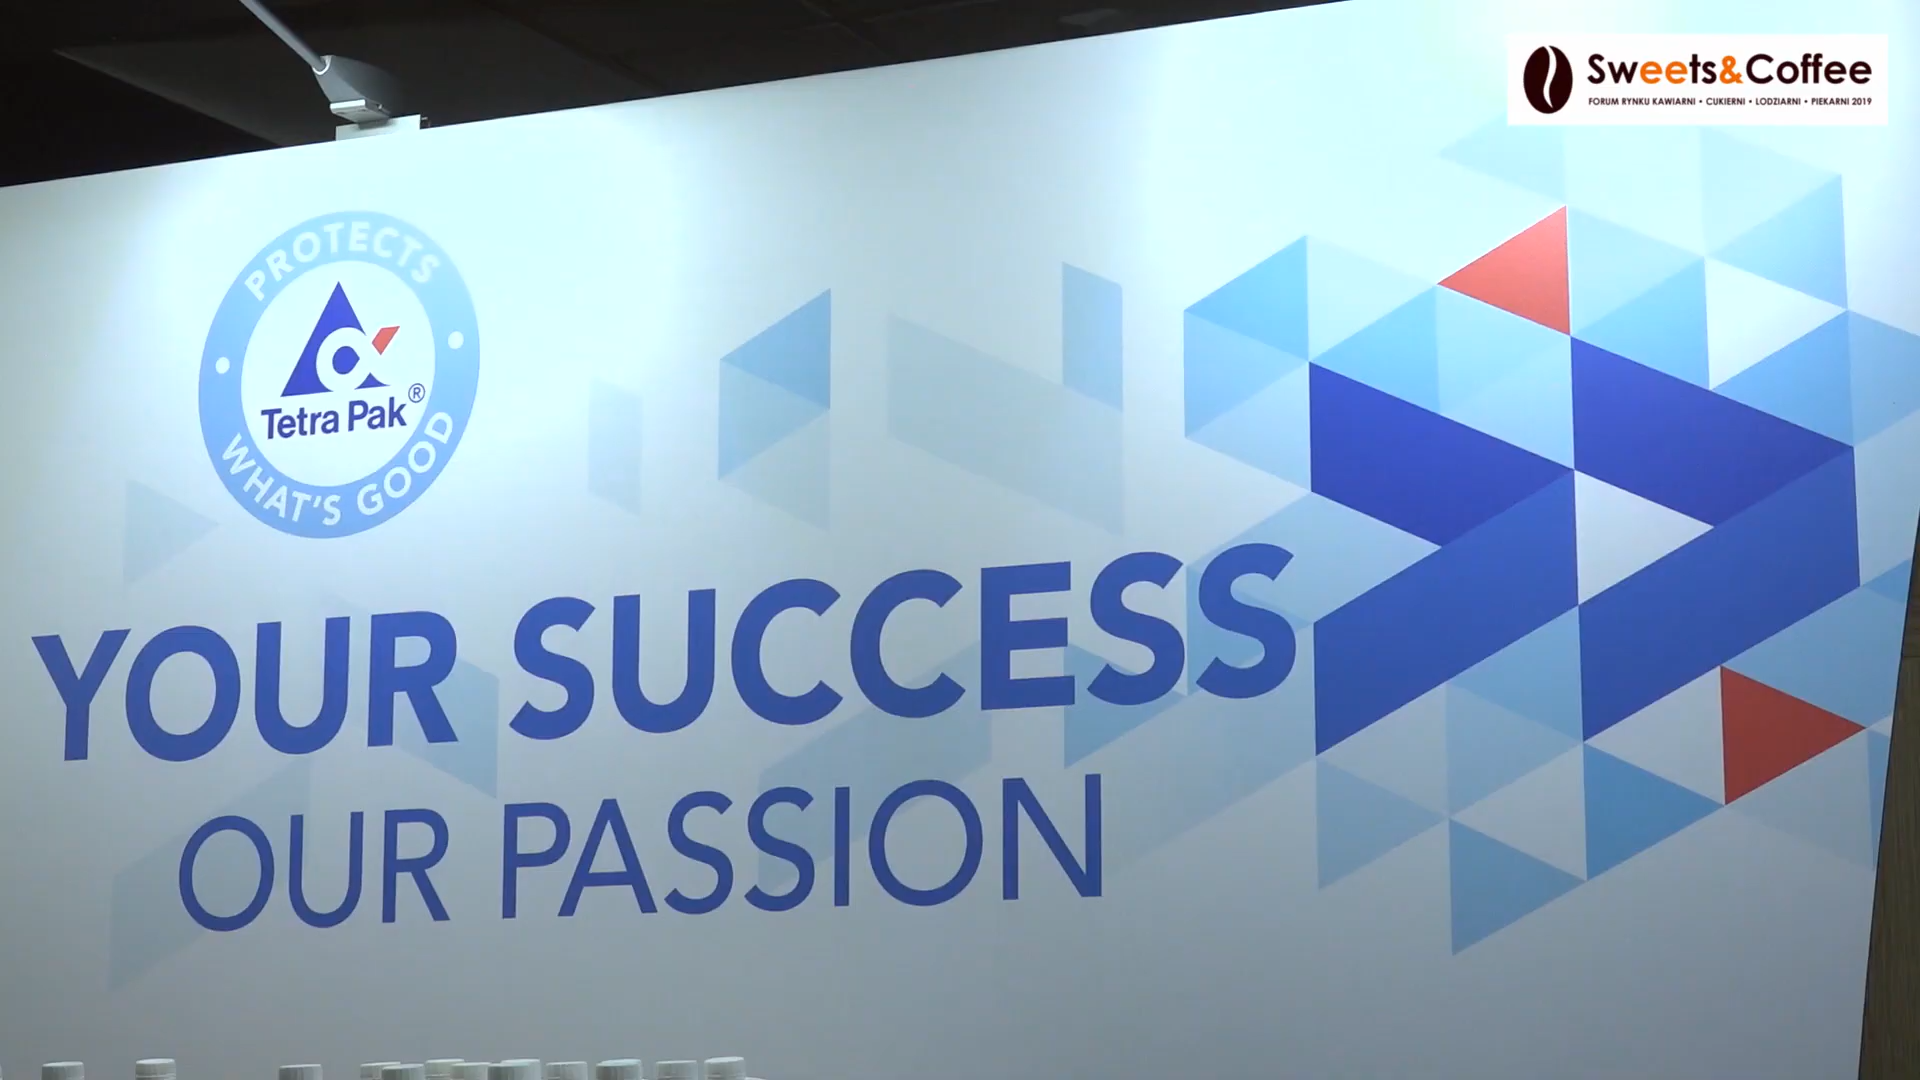 Sweets&Coffee
FORUM RYNKU KAWIARNI • CUKIERNI • LODZIARNI • PIEKARNI 2019
PROTECTS
Tetra Pak®
WHAT'S GOOD
YOUR SUCCESS
OUR PASSION